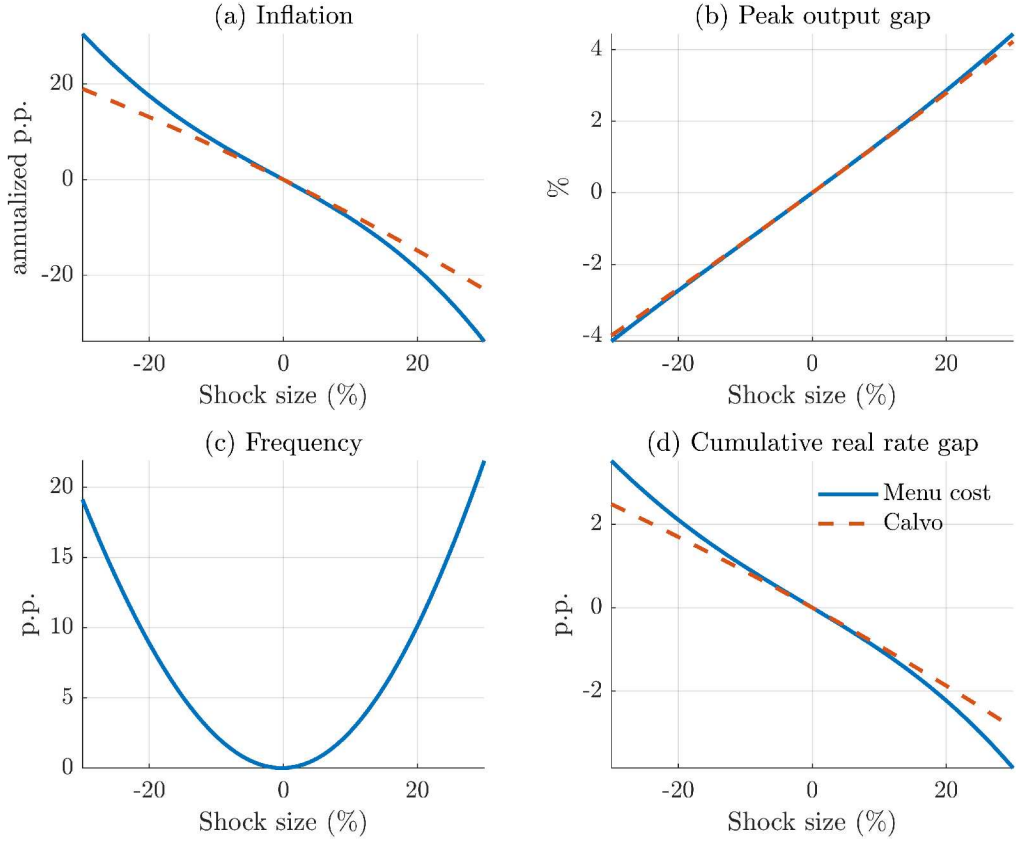 (a) Inflation
20
0
-20
annualized p.p.
-20 0 20
Shock size (%)
(b) Peak output gap
4
2
0
-2
-4
%
-20 0 20
Shock size (%)
(c) Frequency
20
15
10
5
0
p.p.
-20 0 20
Shock size (%)
(d) Cumulative real rate gap
Menu cost
Calvo
2
0
-2
p.p.
-20 0 20
Shock size (%)